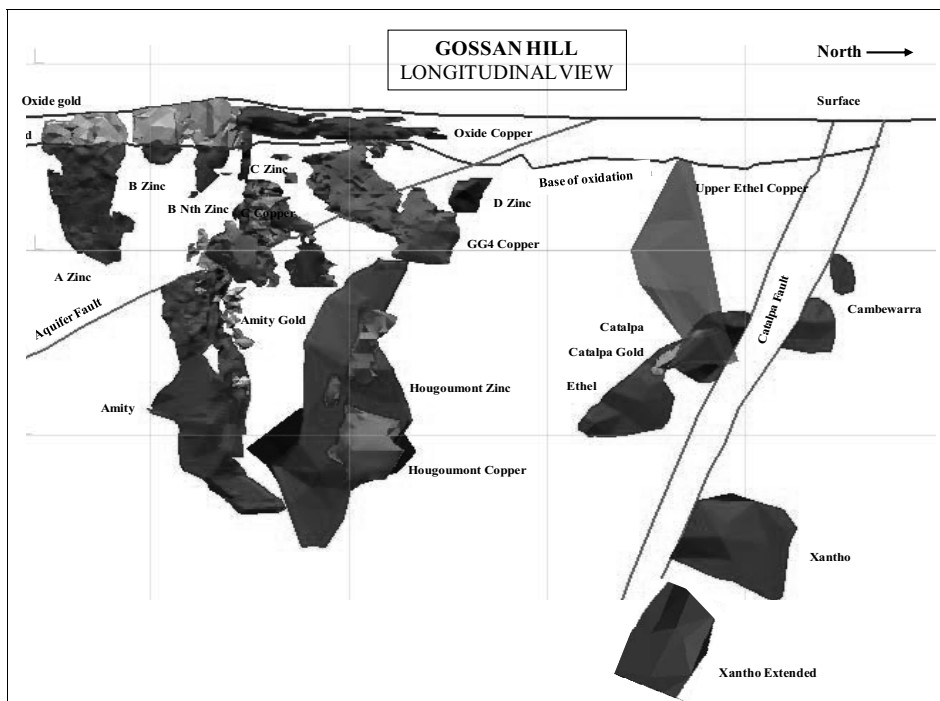 GOSSAN HILL
LONGITUDINAL VIEW
North
Oxide gold
Surface
d
Oxide Copper
C Zinc
B Zinc
Base of oxidation
Upper Ethel Copper
B Nth Zinc
C Copper
D Zinc
GG4 Copper
A Zinc
Aquifer Fault
Amity Gold
Catalpa Fault
Cambewarra
Catalpa
Catalpa Gold
Hougoumont Zinc
Ethel
Amity
Hougoumont Copper
Xantho
Xantho Extended